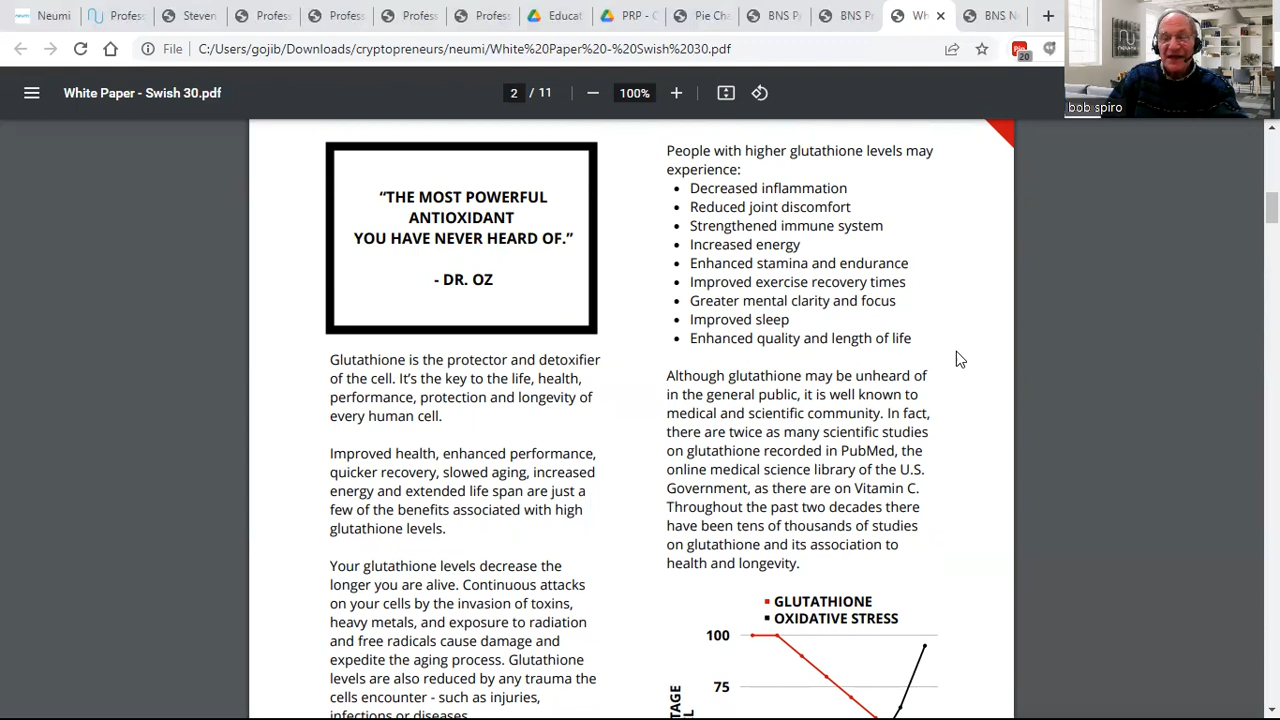 Neumi
Profess
Steven
Profess
Profess
Profess
Profess
Educat
PRP - C
Pie Cha
BNS P
BNS Pr
Wh
BNS N
File
C:/Users/gojib/Downloads/cryptopreneurs/neumi/White%20Paper%20-%20Swish%2030.pdf
20
White Paper - Swish 30.pdf
2 / 11
100%
bob spiro
“THE MOST POWERFUL
ANTIOXIDANT
YOU HAVE NEVER HEARD OF.”
- DR. OZ
Glutathione is the protector and detoxifier
of the cell. It’s the key to the life, health,
performance, protection and longevity of
every human cell.
Improved health, enhanced performance,
quicker recovery, slowed aging, increased
energy and extended life span are just a
few of the benefits associated with high
glutathione levels.
Your glutathione levels decrease the
longer you are alive. Continuous attacks
on your cells by the invasion of toxins,
heavy metals, and exposure to radiation
and free radicals cause damage and
expedite the aging process. Glutathione
levels are also reduced by any trauma the
cells encounter - such as injuries,
infections or diseases.
People with higher glutathione levels may
experience:
• Decreased inflammation
• Reduced joint discomfort
• Strengthened immune system
• Increased energy
• Enhanced stamina and endurance
• Improved exercise recovery times
• Greater mental clarity and focus
• Improved sleep
• Enhanced quality and length of life
Although glutathione may be unheard of
in the general public, it is well known to
medical and scientific community. In fact,
there are twice as many scientific studies
on glutathione recorded in PubMed, the
online medical science library of the U.S.
Government, as there are on Vitamin C.
Throughout the past two decades there
have been tens of thousands of studies
on glutathione and its association to
health and longevity.
GLUTATHIONE
OXIDATIVE STRESS
100
75